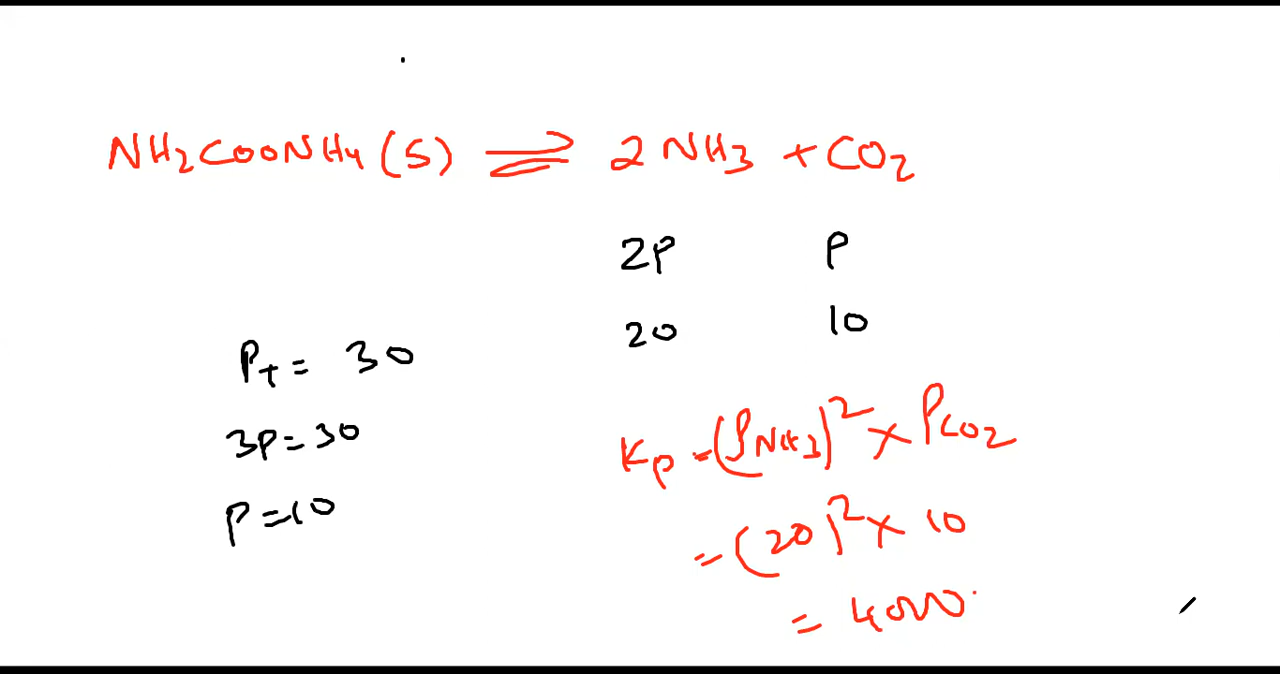 NH2COONH4 (S) ⇌ 2 NH3 + CO2
2P P
20 10
PT = 30
3P = 30
P = 10
Kp = (PNH3)² × PCO2
= (20)² × 10
= 4000